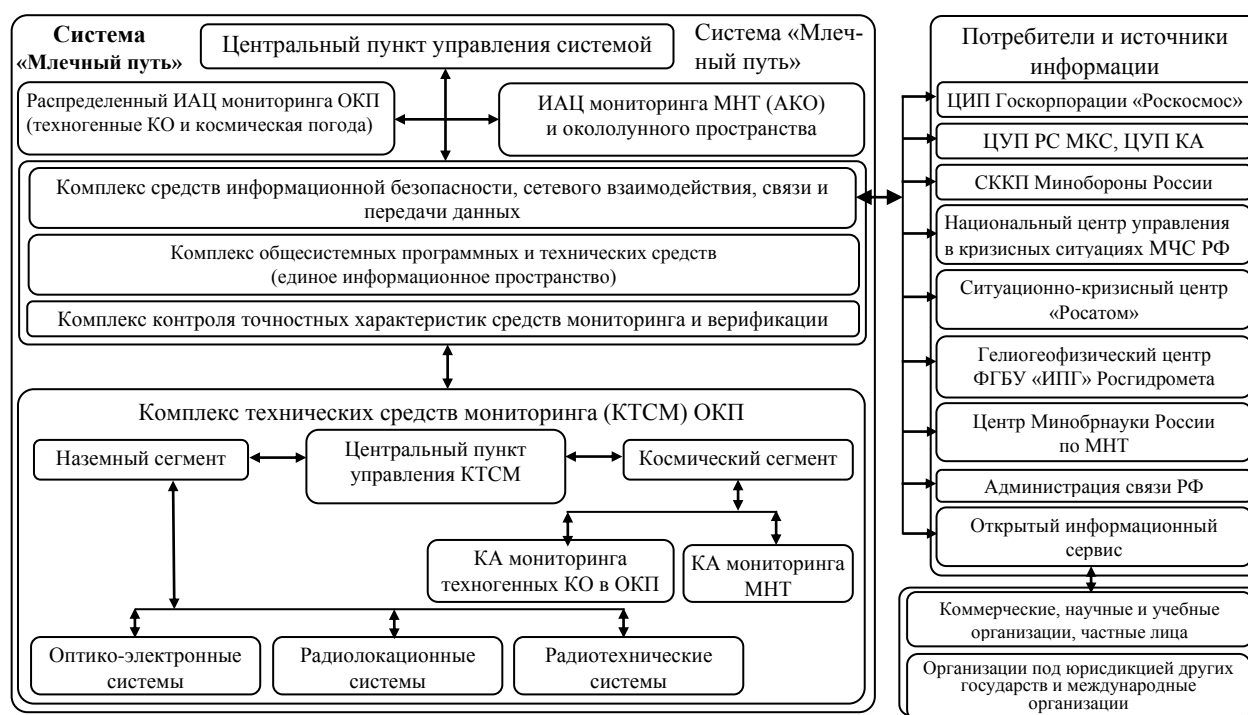 Система
«Млечный путь»
Центральный пункт управления системой
Система «Млеч-
ный путь»
Распределенный ИАЦ мониторинга ОКП
(техногенные КО и космическая погода)
ИАЦ мониторинга МНТ (АКО)
и окололунного пространства
Комплекс средств информационной безопасности, сетевого взаимодействия, связи и
передачи данных
Комплекс общесистемных программных и технических средств
(единое информационное пространство)
Комплекс контроля точностных характеристик средств мониторинга и верификации
Комплекс технических средств мониторинга (КТСМ) ОКП
Наземный сегмент
Центральный пункт
управления КТСМ
Космический сегмент
КА мониторинга
техногенных КО в ОКП
КА мониторинга
МНТ
Оптико-электронные
системы
Радиолокационные
системы
Радиотехнические
системы
Потребители и источники
информации
ЦИП Госкорпорации «Роскосмос»
ЦУП РС МКС, ЦУП КА
СККП Минобороны России
Национальный центр управления
в кризисных ситуациях МЧС РФ
Ситуационно-кризисный центр
«Росатом»
Гелиогеофизический центр
ФГБУ «ИПГ» Росгидромета
Центр Минобрнауки России
по МНТ
Администрация связи РФ
Открытый информационный
сервис
Коммерческие, научные и учебные
организации, частные лица
Организации под юрисдикцией других
государств и международные
организации